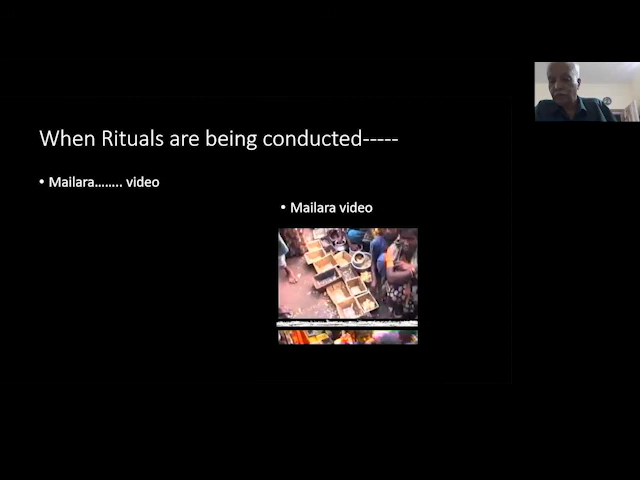 When Rituals are being conducted-----
• Mailara........ video
• Mailara video